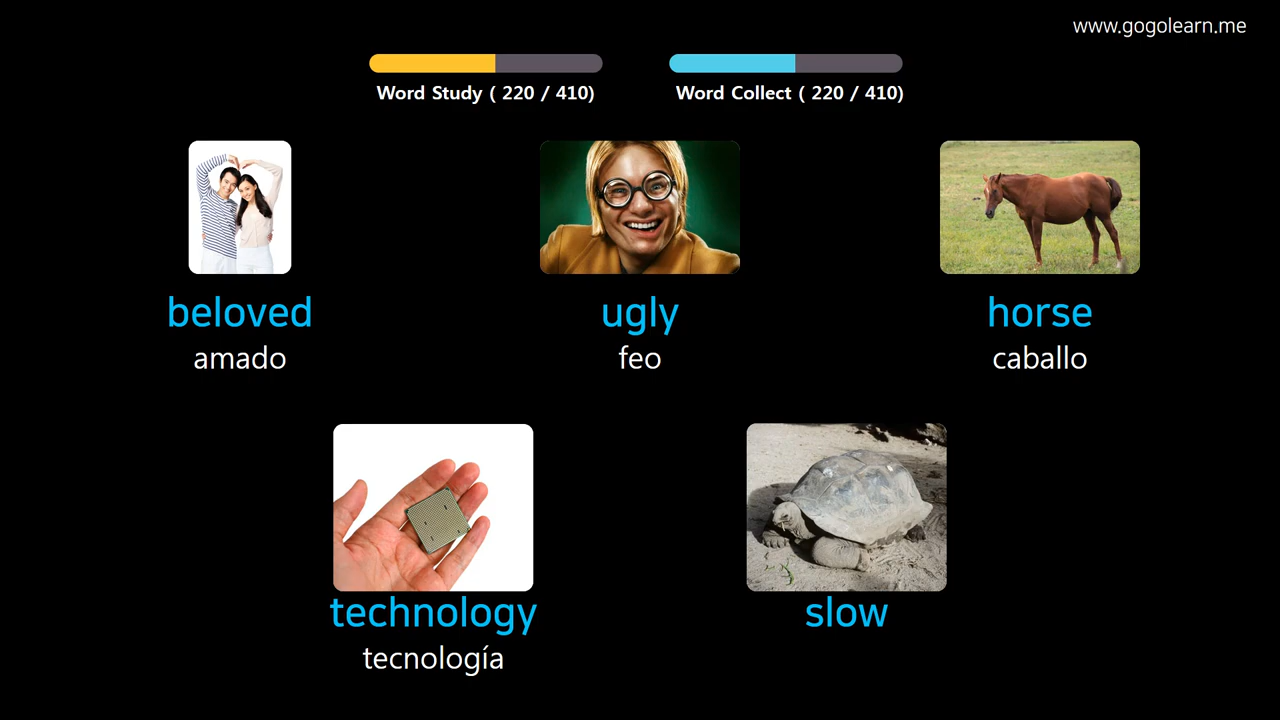 www.gogolearn.me
Word Study ( 220 / 410)
Word Collect ( 220 / 410)
beloved
amado
ugly
feo
horse
caballo
technology
tecnología
slow